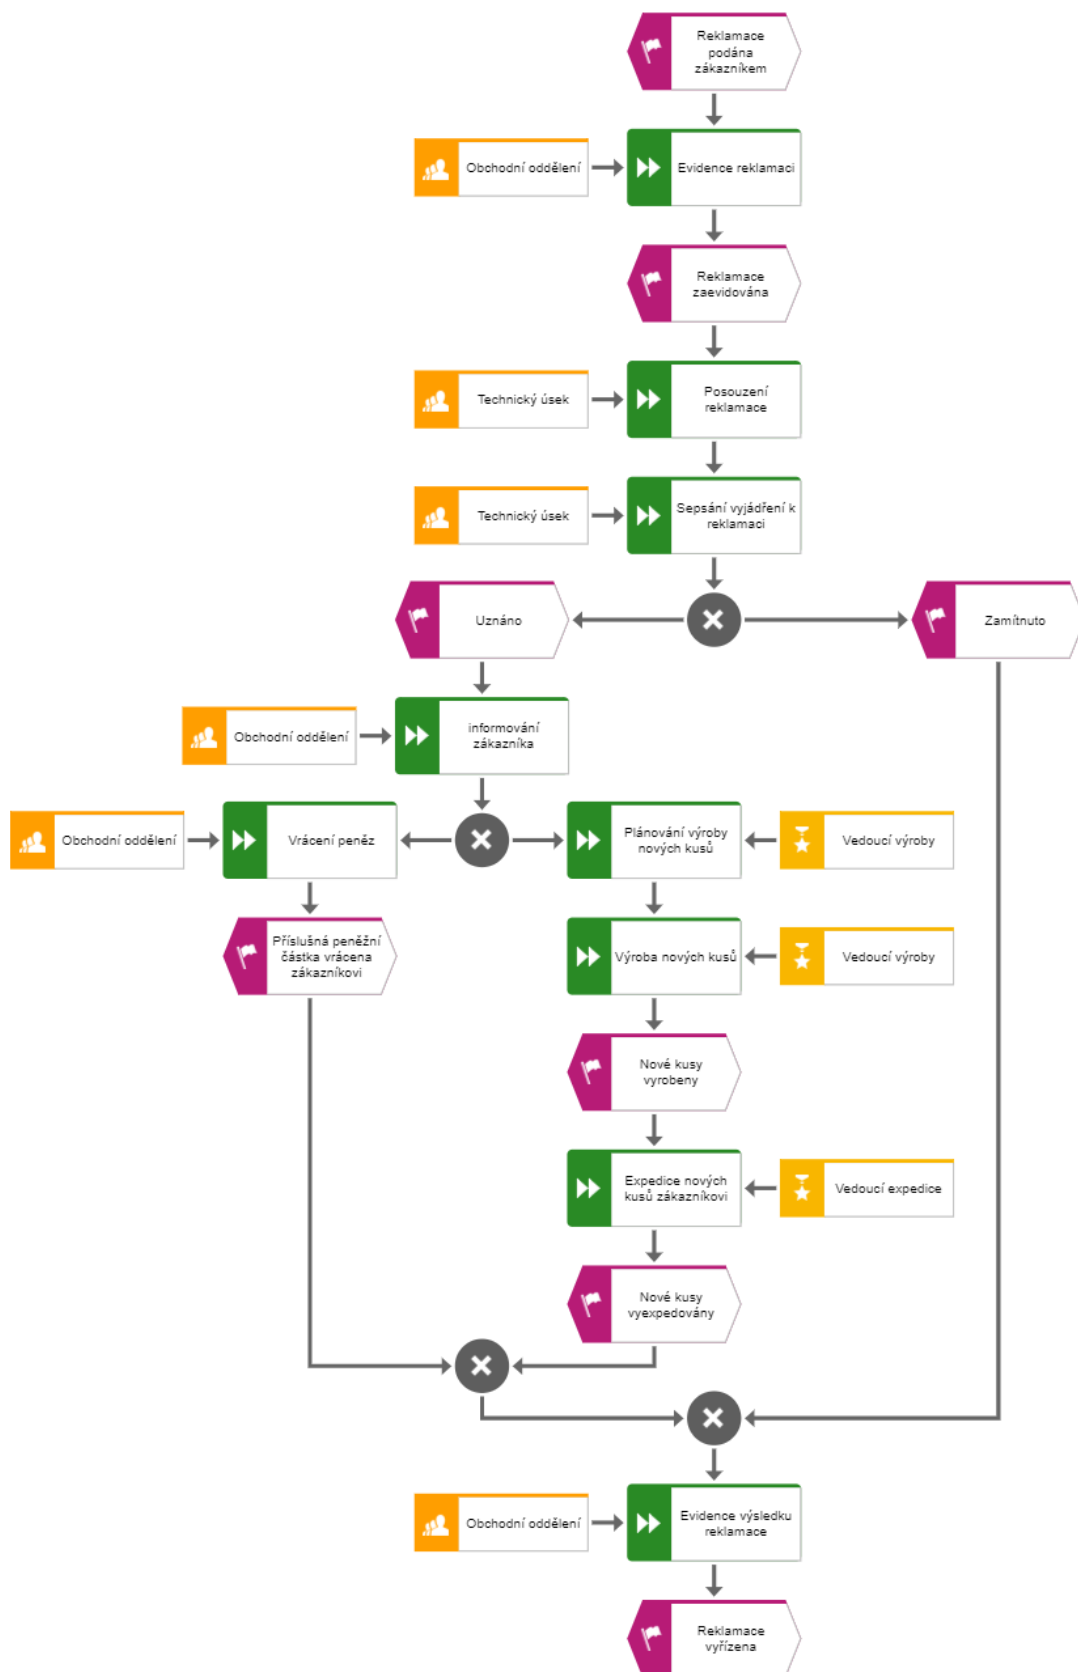 Reklamace
podána
zákazníkem
Obchodní oddělení
Evidence reklamaci
Reklamace
zaevidována
Technický úsek
Posouzení
reklamace
Technický úsek
Sepsání vyjádření k
reklamaci
Uznáno
Zamítnuto
Obchodní oddělení
informování
zákazníka
Obchodní oddělení
Vrácení peněz
Plánování výroby
nových kusů
Vedoucí výroby
Příslušná peněžní
částka vrácena
zákazníkovi
Výroba nových kusů
Vedoucí výroby
Nové kusy
vyrobeny
Expedice nových
kusů zákazníkovi
Vedoucí expedice
Nové kusy
vyexpedovány
Obchodní oddělení
Evidence výsledku
reklamace
Reklamace
vyřízena